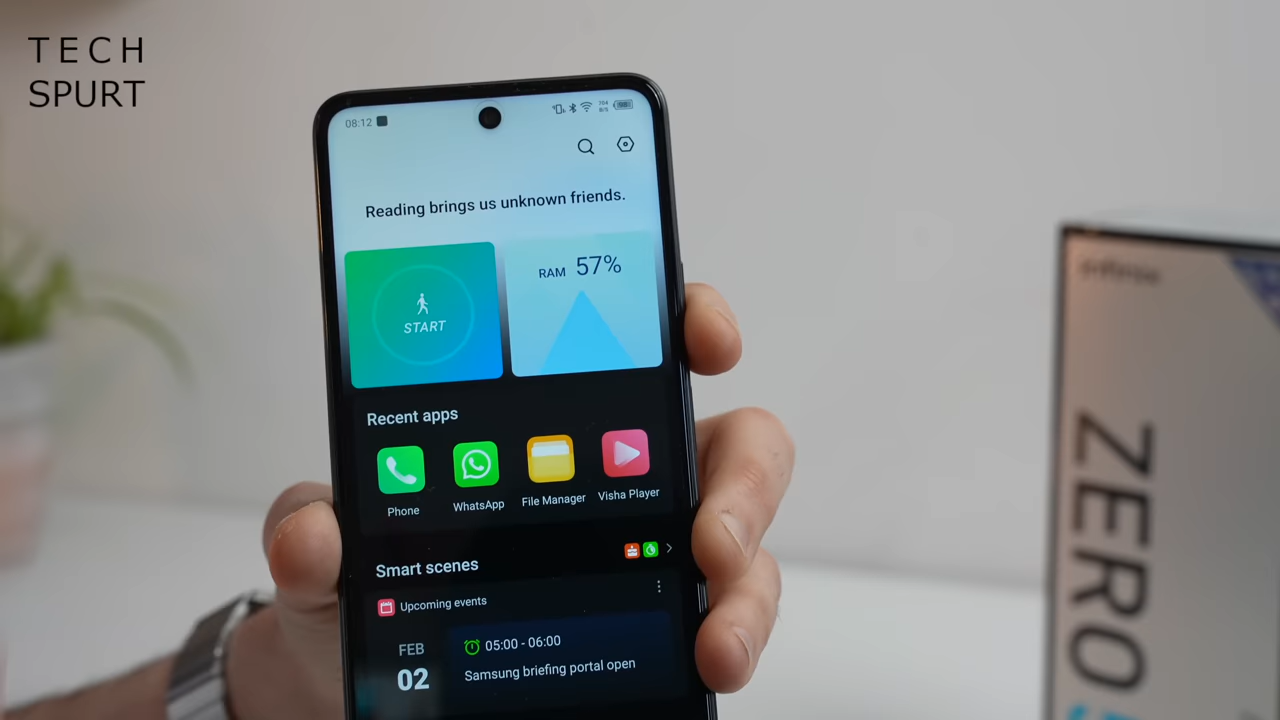 TECH
SPURT
08:12
Reading brings us unknown friends.
START
RAM 57%
Recent apps
Phone
WhatsApp
File Manager
Visha Player
Smart scenes
Upcoming events
FEB
02
05:00 - 06:00
Samsung briefing portal open
ZERO 5